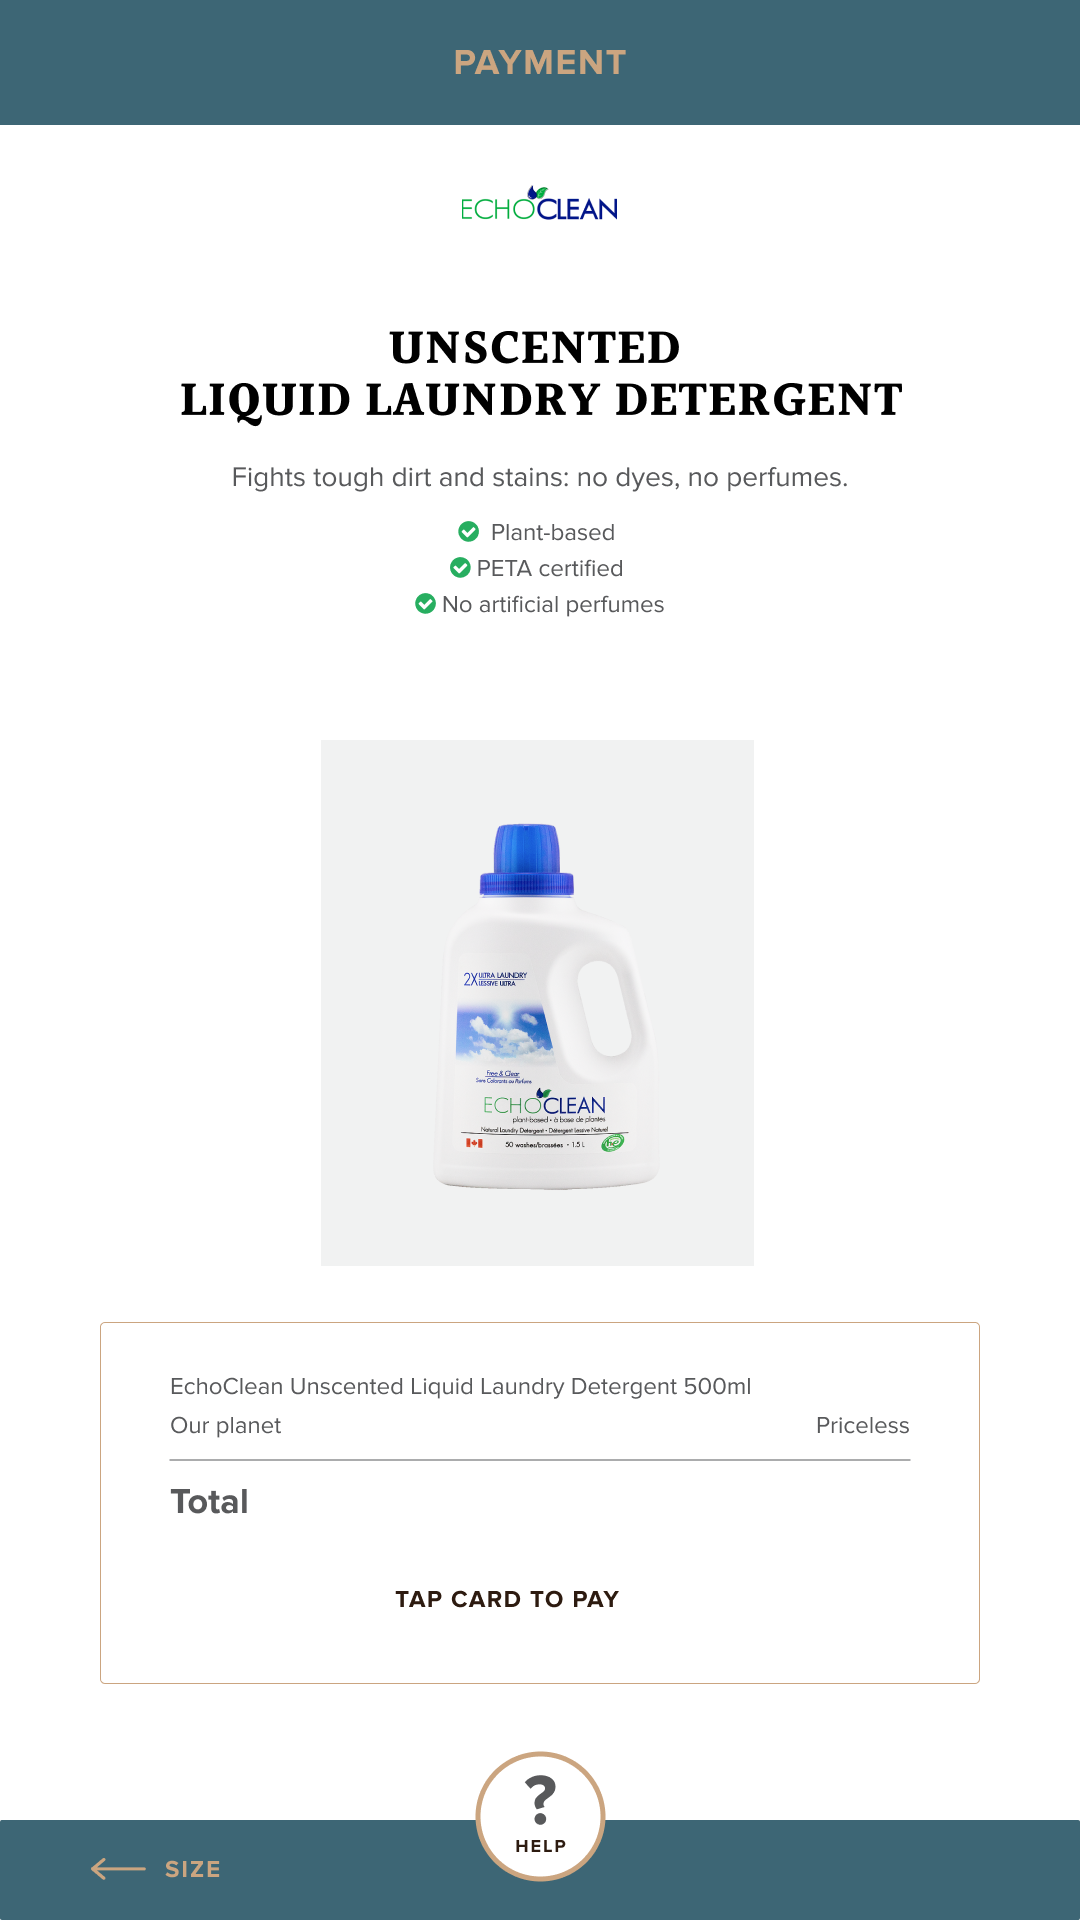 PAYMENT
ECHOCLEAN
UNSCENTED
LIQUID LAUNDRY DETERGENT
Fights tough dirt and stains: no dyes, no perfumes.
Plant-based
PETA certified
No artificial perfumes
2X ULTRA LAUNDRY
LESSIVE ULTRA
Free & Clear
Sans Colorants ou Parfums
ECHOCLEAN
plant-based • à base de plantes
Natural Laundry Detergent • Détergent Lessive Naturel
50 washes/brassées • 1.5 L
he
EchoClean Unscented Liquid Laundry Detergent 500ml
Our planet Priceless
Total
TAP CARD TO PAY
?
HELP
SIZE